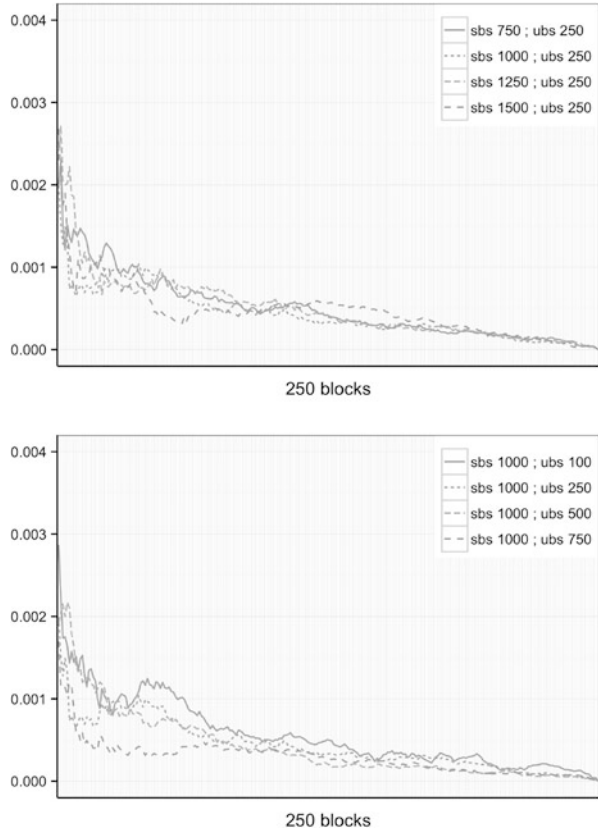 0.004
0.003
0.002
0.001
0.000
sbs 750 ; ubs 250
sbs 1000 ; ubs 250
sbs 1250 ; ubs 250
sbs 1500 ; ubs 250
250 blocks
0.004
0.003
0.002
0.001
0.000
sbs 1000 ; ubs 100
sbs 1000 ; ubs 250
sbs 1000 ; ubs 500
sbs 1000 ; ubs 750
250 blocks